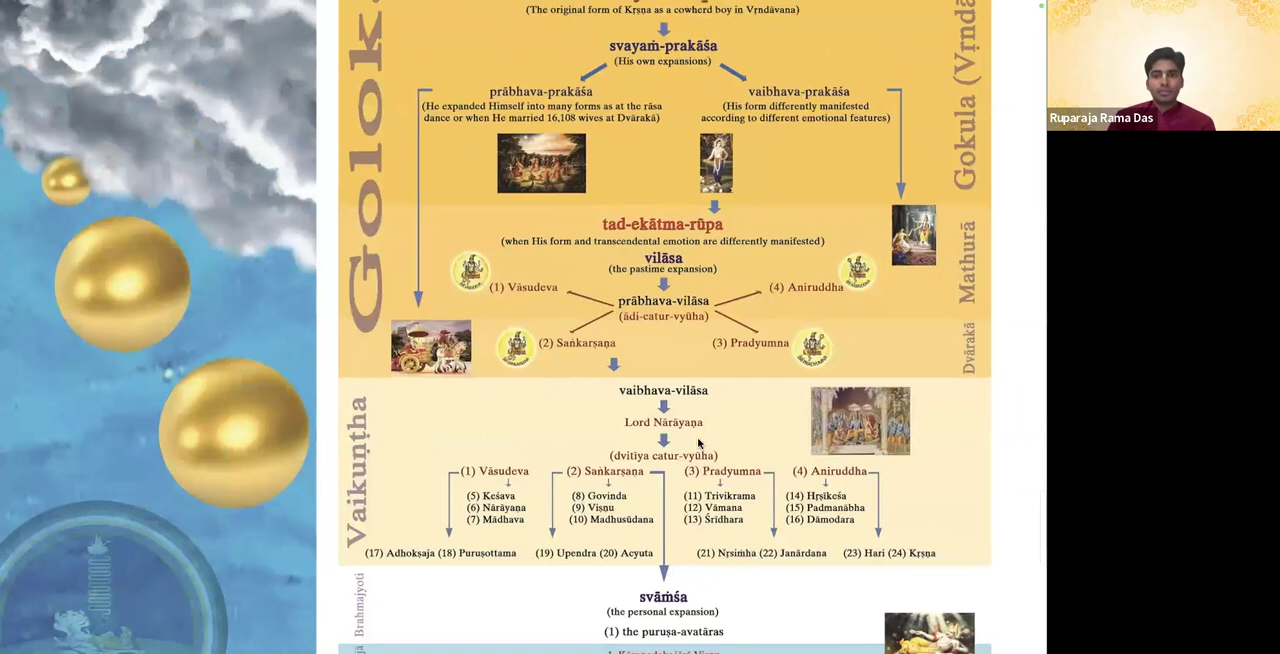 (The original form of Kṛṣṇa as a cowherd boy in Vṛndāvana)
svayaṁ-prakāśa
(His own expansions)
prābhava-prakāśa
(He expanded Himself into many forms as at the rāsa
dance or when He married 16,108 wives at Dvārakā)
vaibhava-prakāśa
(His form differently manifested
according to different emotional features)
tad-ekātma-rūpa
(when His form and transcendental emotion are differently manifested)
vilāsa
(the pastime expansion)
(1) Vāsudeva
(4) Aniruddha
prābhava-vilāsa
(ādi-catur-vyūha)
(2) Saṅkarṣaṇa
(3) Pradyumna
vaibhava-vilāsa
Lord Nārāyaṇa
(dvitīya catur-vyūha)
(1) Vāsudeva
(2) Saṅkarṣaṇa
(3) Pradyumna
(4) Aniruddha
(5) Keśava
(6) Nārāyaṇa
(7) Mādhava
(8) Govinda
(9) Viṣṇu
(10) Madhusūdana
(11) Trivikrama
(12) Vāmana
(13) Śrīdhara
(14) Hṛṣīkeśa
(15) Padmanābha
(16) Dāmodara
(17) Adhokṣaja (18) Puruṣottama
(19) Upendra (20) Acyuta
(21) Nṛsiṁha (22) Janārdana
(23) Hari (24) Kṛṣṇa
svāṁśa
(the personal expansion)
(1) the puruṣa-avatāras
Golok
Vaikuṇṭha
Brahmajyoti
Gokula (Vṛndā
Mathurā
Dvārakā
Ruparaja Rama Das